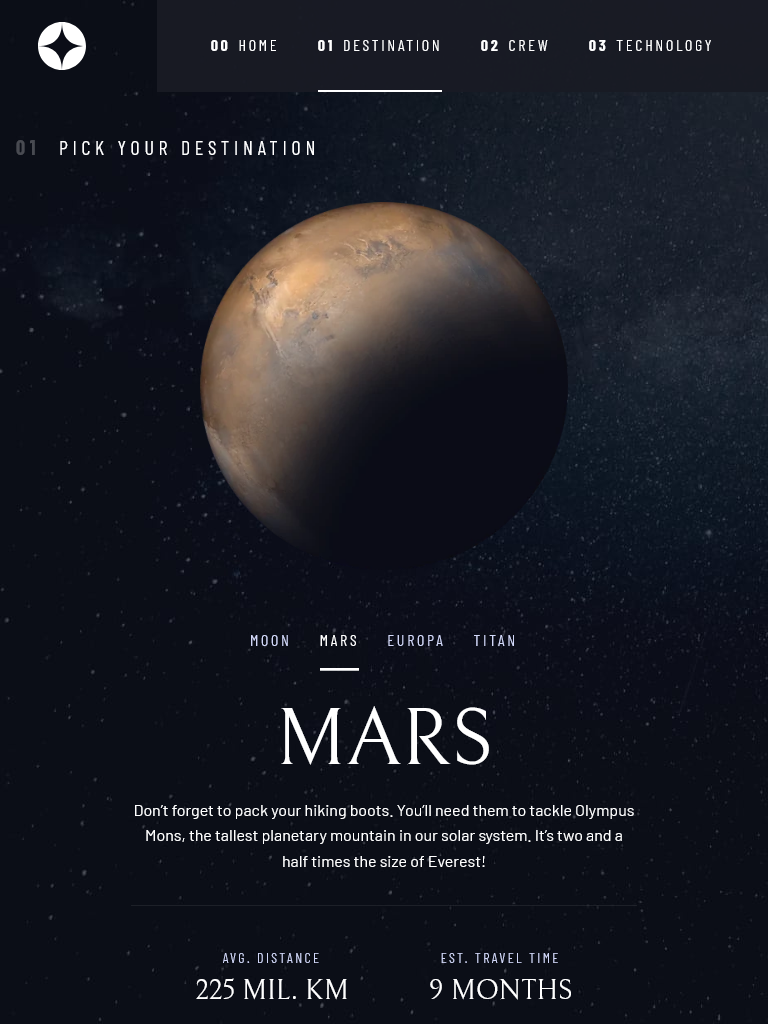 00 HOME 01 DESTINATION 02 CREW 03 TECHNOLOGY
01 PICK YOUR DESTINATION
MOON MARS EUROPA TITAN
MARS
Don’t forget to pack your hiking boots. You’ll need them to tackle Olympus
Mons, the tallest planetary mountain in our solar system. It’s two and a
half times the size of Everest!
AVG. DISTANCE EST. TRAVEL TIME
225 MIL. KM 9 MONTHS